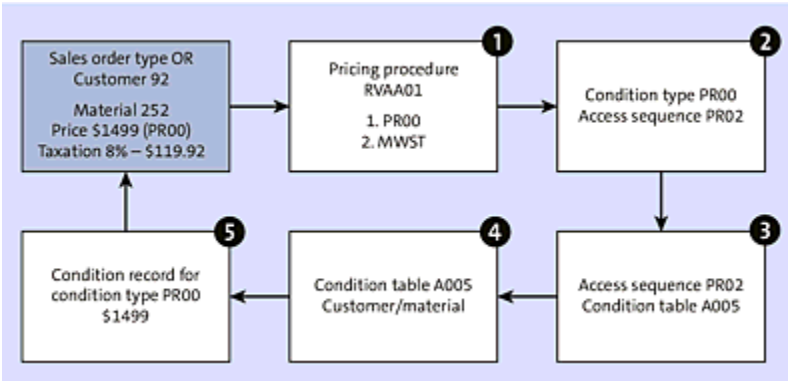 Sales order type OR
Customer 92
Material 252
Price $1499 (PR00)
Taxation 8% – $119.92
1
Pricing procedure
RVAA01
1. PR00
2. MWST
2
Condition type PR00
Access sequence PR02
3
Access sequence PR02
Condition table A005
4
Condition table A005
Customer/material
5
Condition record for
condition type PR00
$1499